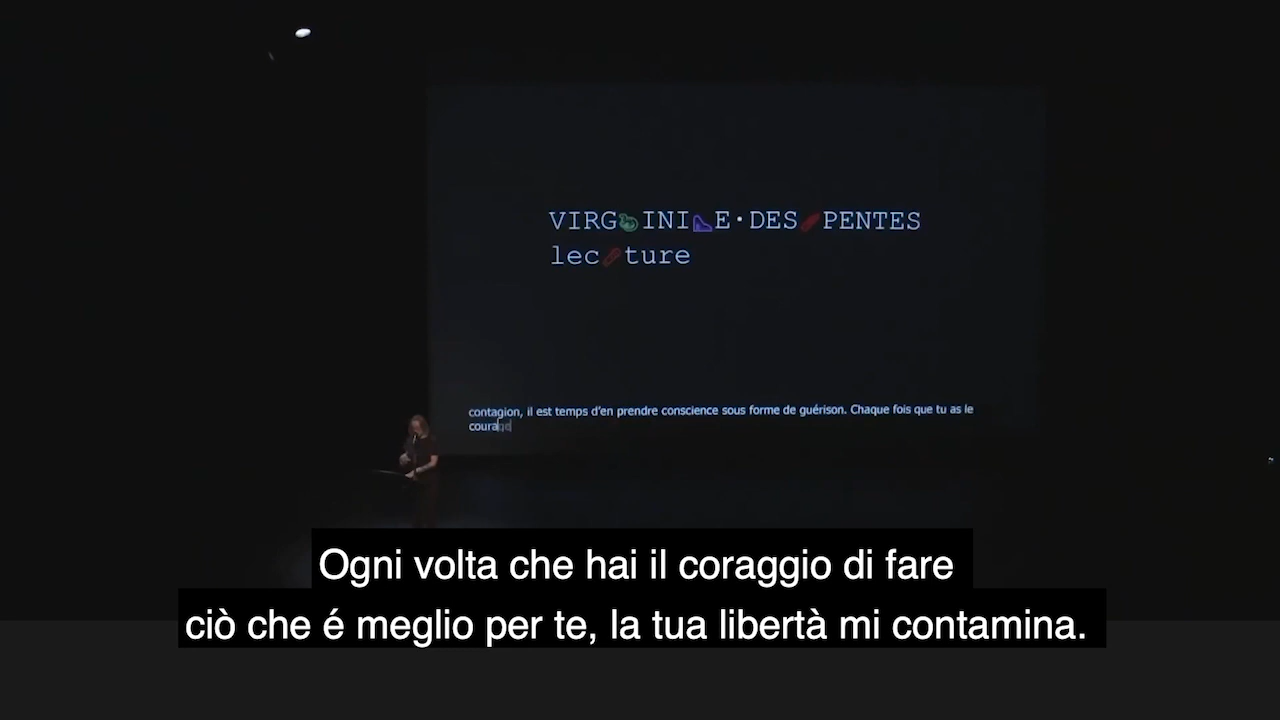 VIRGINIE·DESPENTES
lecture
contagion, il est temps d'en prendre conscience sous forme de guérison. Chaque fois que tu as le
courag
Ogni volta che hai il coraggio di fare
ciò che é meglio per te, la tua libertà mi contamina.